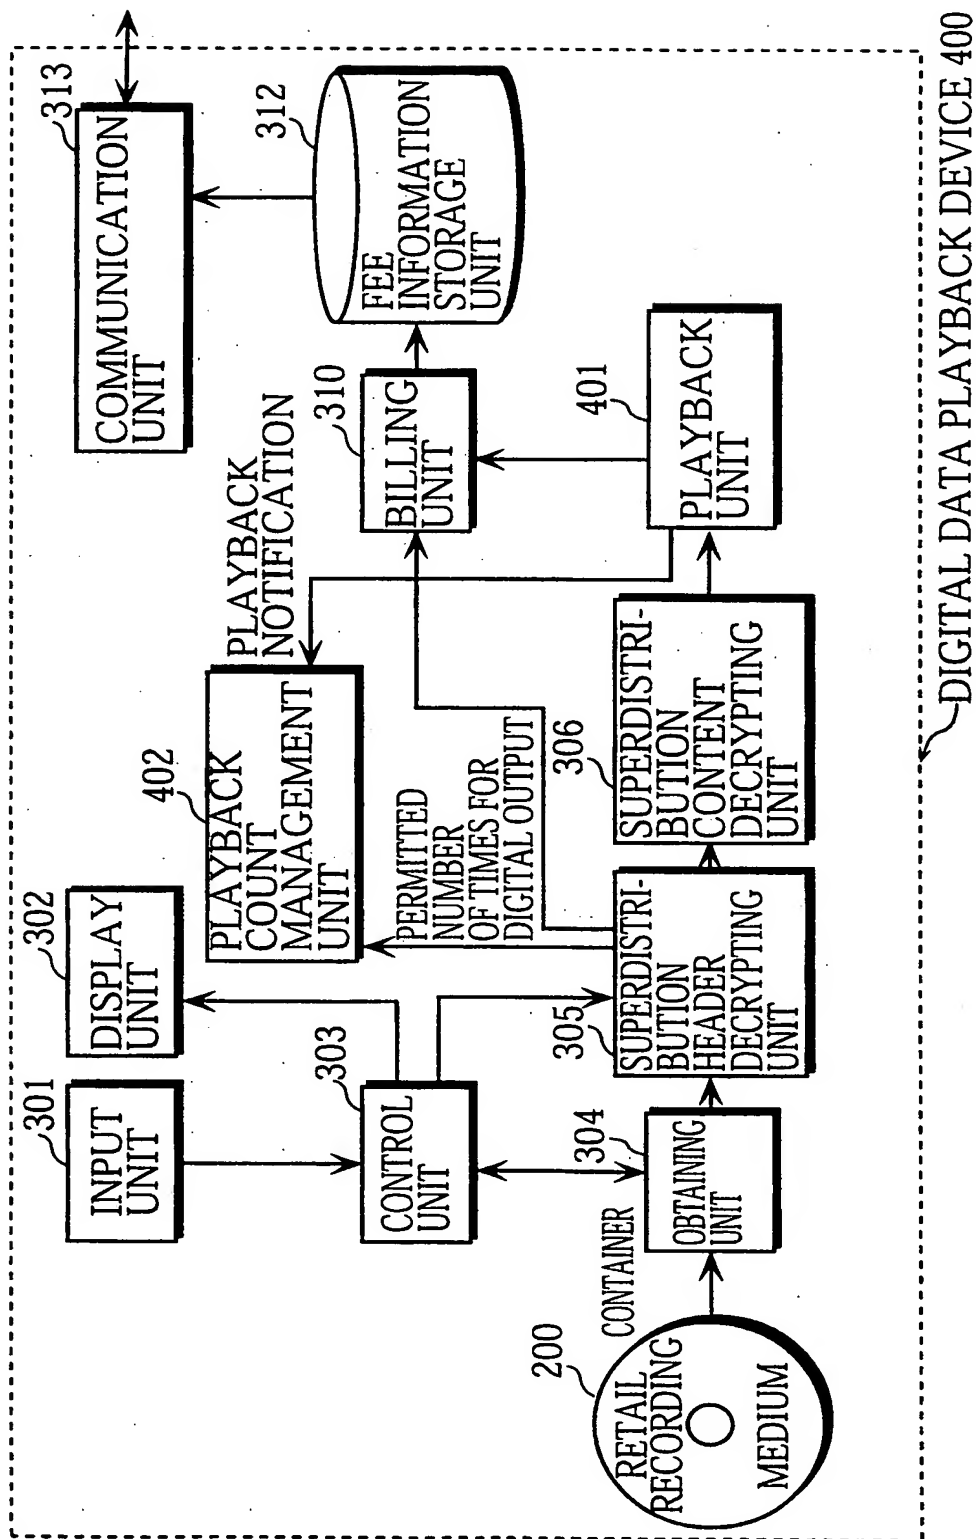 301
INPUT
UNIT
302
DISPLAY
UNIT
402
PLAYBACK
COUNT
MANAGEMENT
UNIT
PLAYBACK
NOTIFICATION
313
COMMUNICATION
UNIT
303
CONTROL
UNIT
PERMITTED
NUMBER
OF TIMES FOR
DIGITAL OUTPUT
310
BILLING
UNIT
312
FEE
INFORMATION
STORAGE
UNIT
200
RETAIL
RECORDING
MEDIUM
CONTAINER
304
OBTAINING
UNIT
305
SUPERDISTRI-
BUTION
HEADER
DECRYPTING
UNIT
306
SUPERDISTRI-
BUTION
CONTENT
DECRYPTING
UNIT
401
PLAYBACK
UNIT
DIGITAL DATA PLAYBACK DEVICE 400